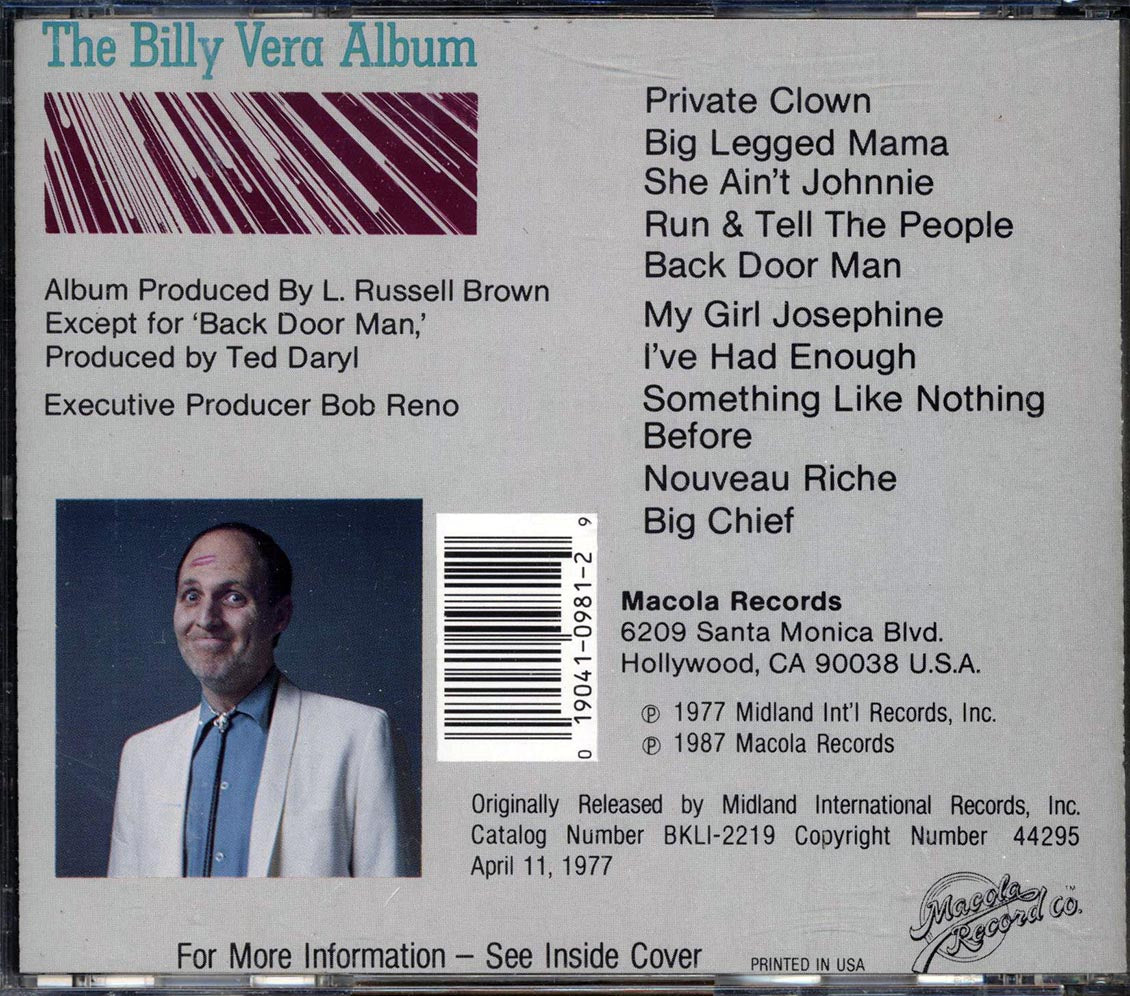 The Billy Vera Album
Album Produced By L. Russell Brown
Except for ‘Back Door Man,’
Produced by Ted Daryl
Executive Producer Bob Reno
Private Clown
Big Legged Mama
She Ain't Johnnie
Run & Tell The People
Back Door Man
My Girl Josephine
I've Had Enough
Something Like Nothing
Before
Nouveau Riche
Big Chief
0 19041-0981-2 9
Macola Records
6209 Santa Monica Blvd.
Hollywood, CA 90038 U.S.A.
℗ 1977 Midland Int'l Records, Inc.
℗ 1987 Macola Records
Originally Released by Midland International Records, Inc.
Catalog Number BKLI-2219 Copyright Number 44295
April 11, 1977
Macola
Record Co.™
For More Information – See Inside Cover
PRINTED IN USA